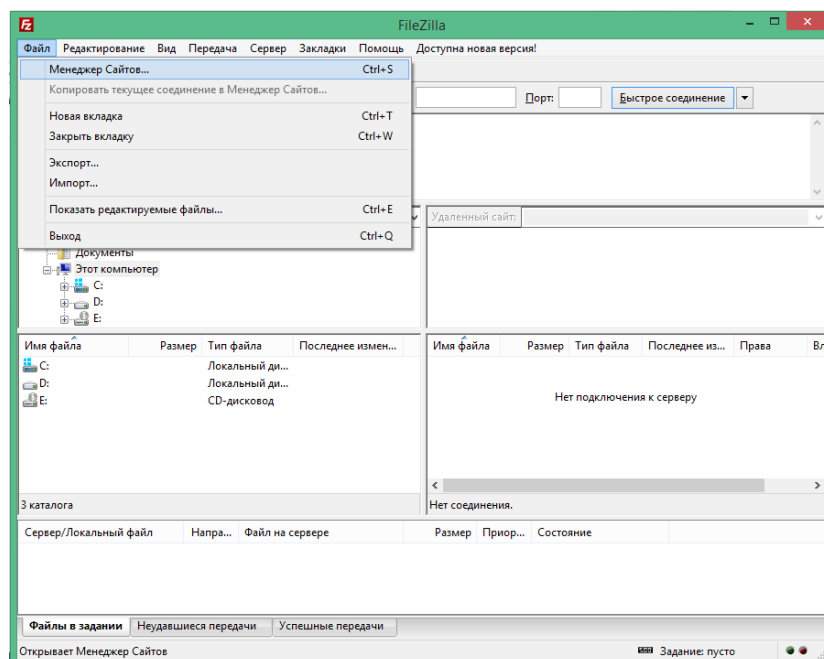 FileZilla
Файл Редактирование Вид Передача Сервер Закладки Помощь Доступна новая версия!
Менеджер Сайтов... Ctrl+S
Копировать текущее соединение в Менеджер Сайтов...
Порт: Быстрое соединение
Новая вкладка Ctrl+T
Закрыть вкладку Ctrl+W
Экспорт...
Импорт...
Показать редактируемые файлы... Ctrl+E
Удаленный сайт:
Выход Ctrl+Q
Документы
Этот компьютер
C:
D:
E:
Имя файла Размер Тип файла Последнее измен...
Имя файла Размер Тип файла Последнее из... Права Вл
C: Локальный ди...
D: Локальный ди...
E: CD-дисковод
Нет подключения к серверу
3 каталога
Нет соединения.
Сервер/Локальный файл Напра... Файл на сервере Размер Приор... Состояние
Файлы в задании Неудавшиеся передачи Успешные передачи
Открывает Менеджер Сайтов Задание: пусто